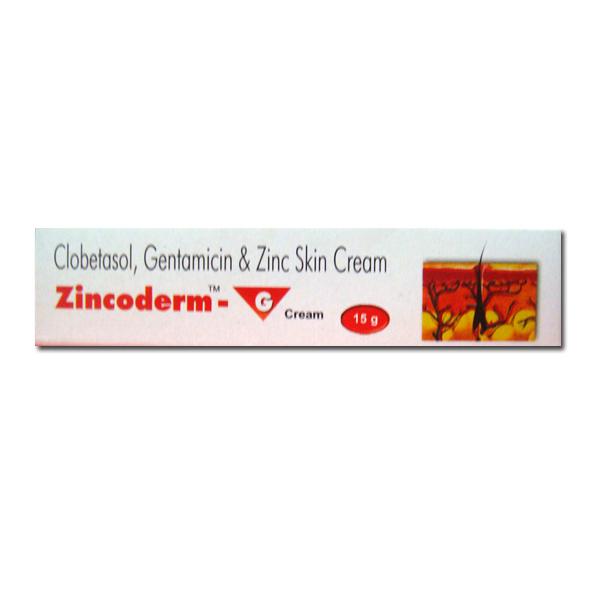 Clobetasol, Gentamicin & Zinc Skin Cream
Zincoderm™- G Cream 15 g